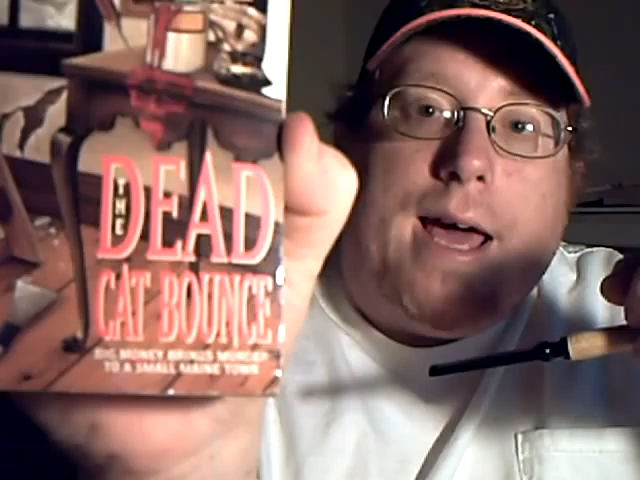 THE
DEAD
CAT BOUNCE
BIG MONEY BRINGS MURDER
TO A SMALL MAINE TOWN